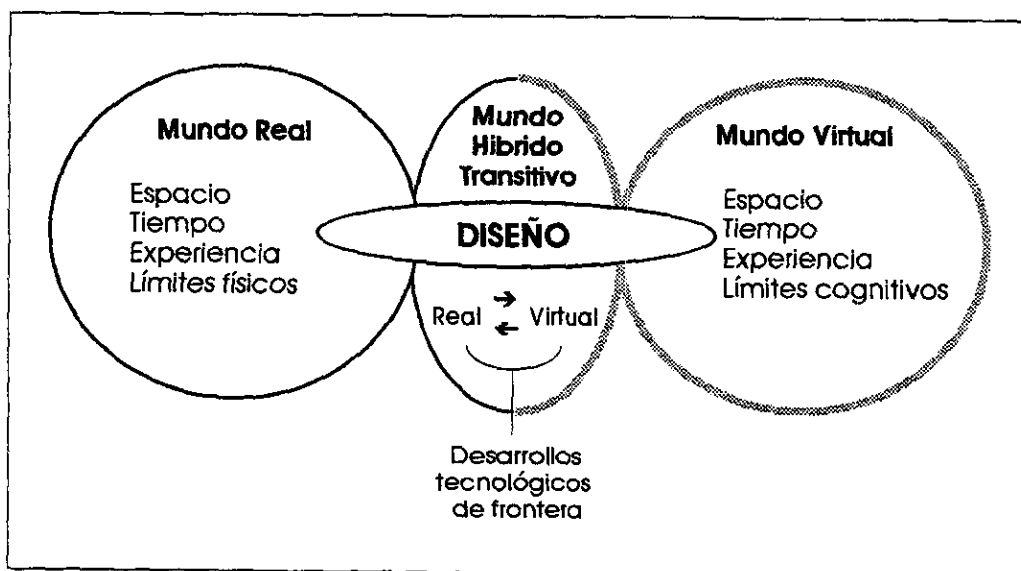 Mundo Real
Espacio
Tiempo
Experiencia
Límites físicos
Mundo
Hibrido
Transitivo
DISEÑO
Real
Virtual
Desarrollos
tecnológicos
de frontera
Mundo Virtual
Espacio
Tiempo
Experiencia
Límites cognitivos